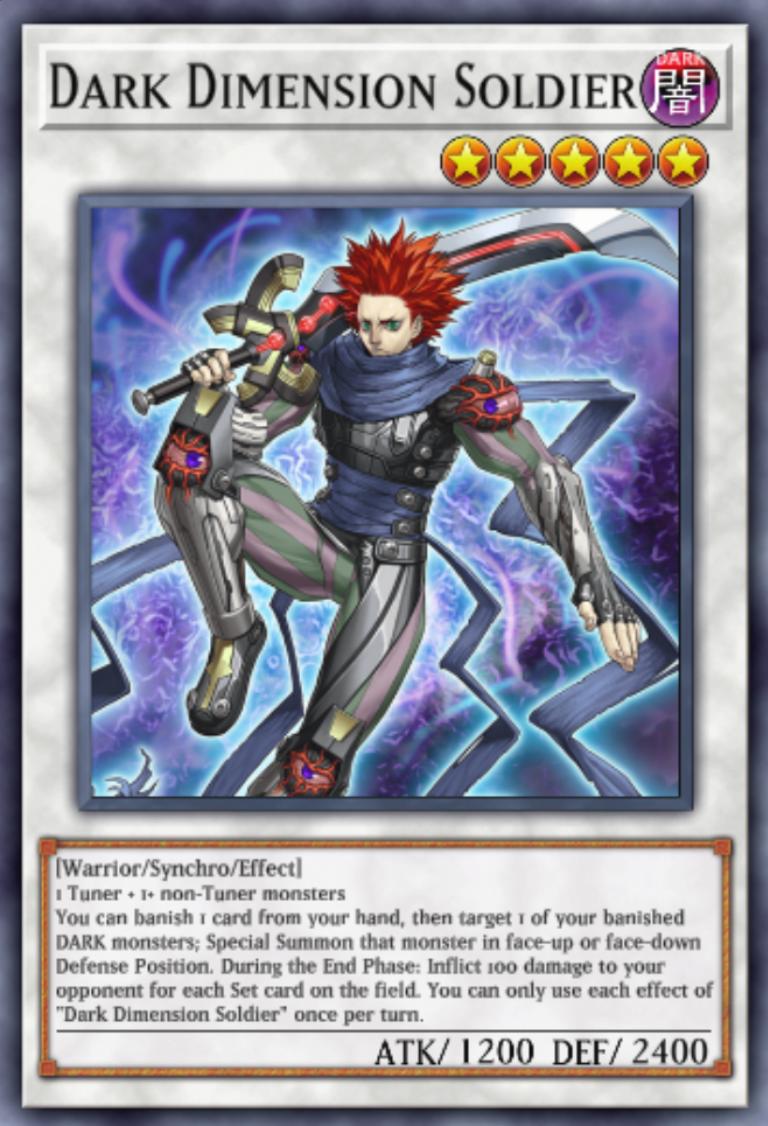 DARK DIMENSION SOLDIER
DARK
闇
[Warrior/Synchro/Effect]
1 Tuner + 1+ non-Tuner monsters
You can banish 1 card from your hand, then target 1 of your banished
DARK monsters; Special Summon that monster in face-up or face-down
Defense Position. During the End Phase: Inflict 100 damage to your
opponent for each Set card on the field. You can only use each effect of
"Dark Dimension Soldier" once per turn.
ATK/ 1200 DEF/ 2400